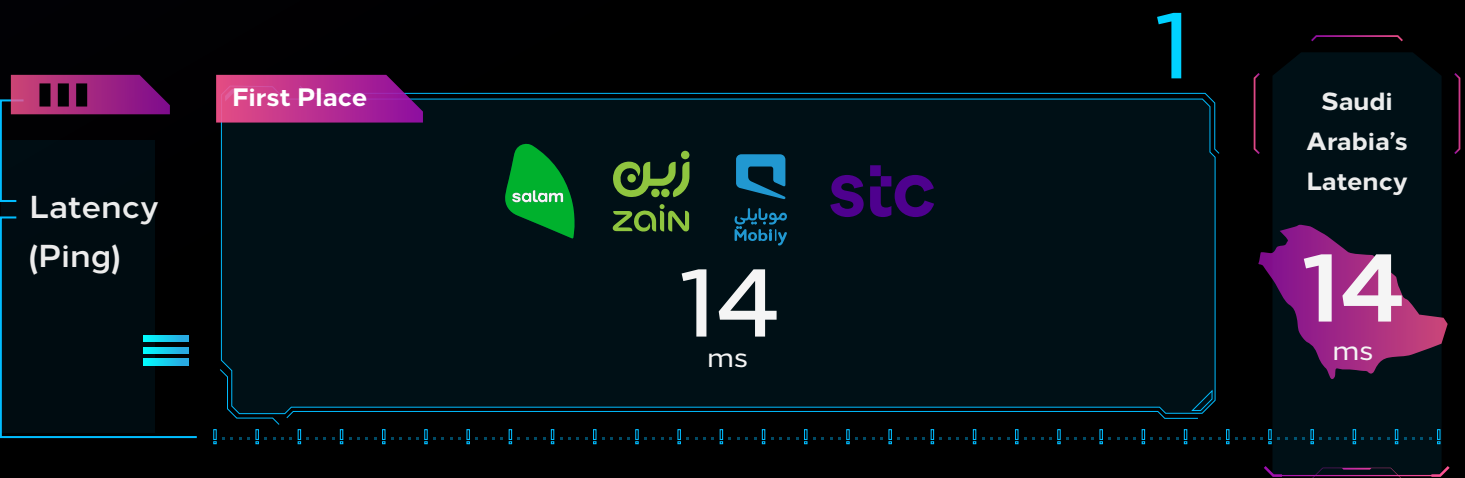 1
First Place
Latency
(Ping)
salam
زين
zain
موبايلي
Mobily
stc
14
ms
Saudi
Arabia's
Latency
14
ms